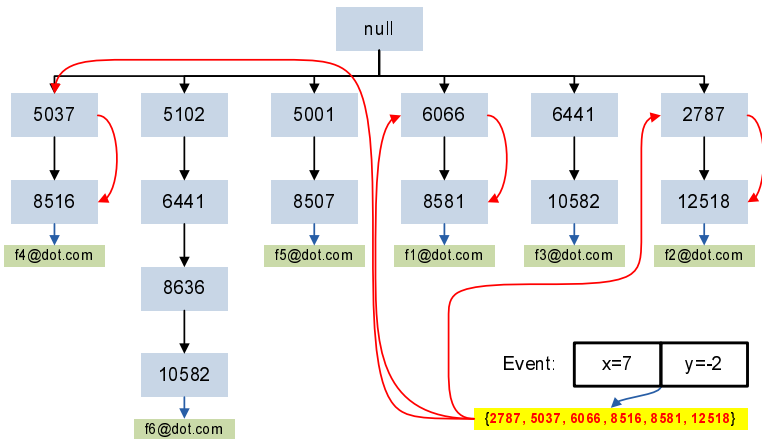 null
5037 5102 5001 6066 6441 2787
8516 6441 8507 8581 10582 12518
f4@dot.com f5@dot.com f1@dot.com f3@dot.com f2@dot.com
8636
Event: x=7 y=-2
10582
{2787, 5037, 6066, 8516, 8581, 12518}
f6@dot.com